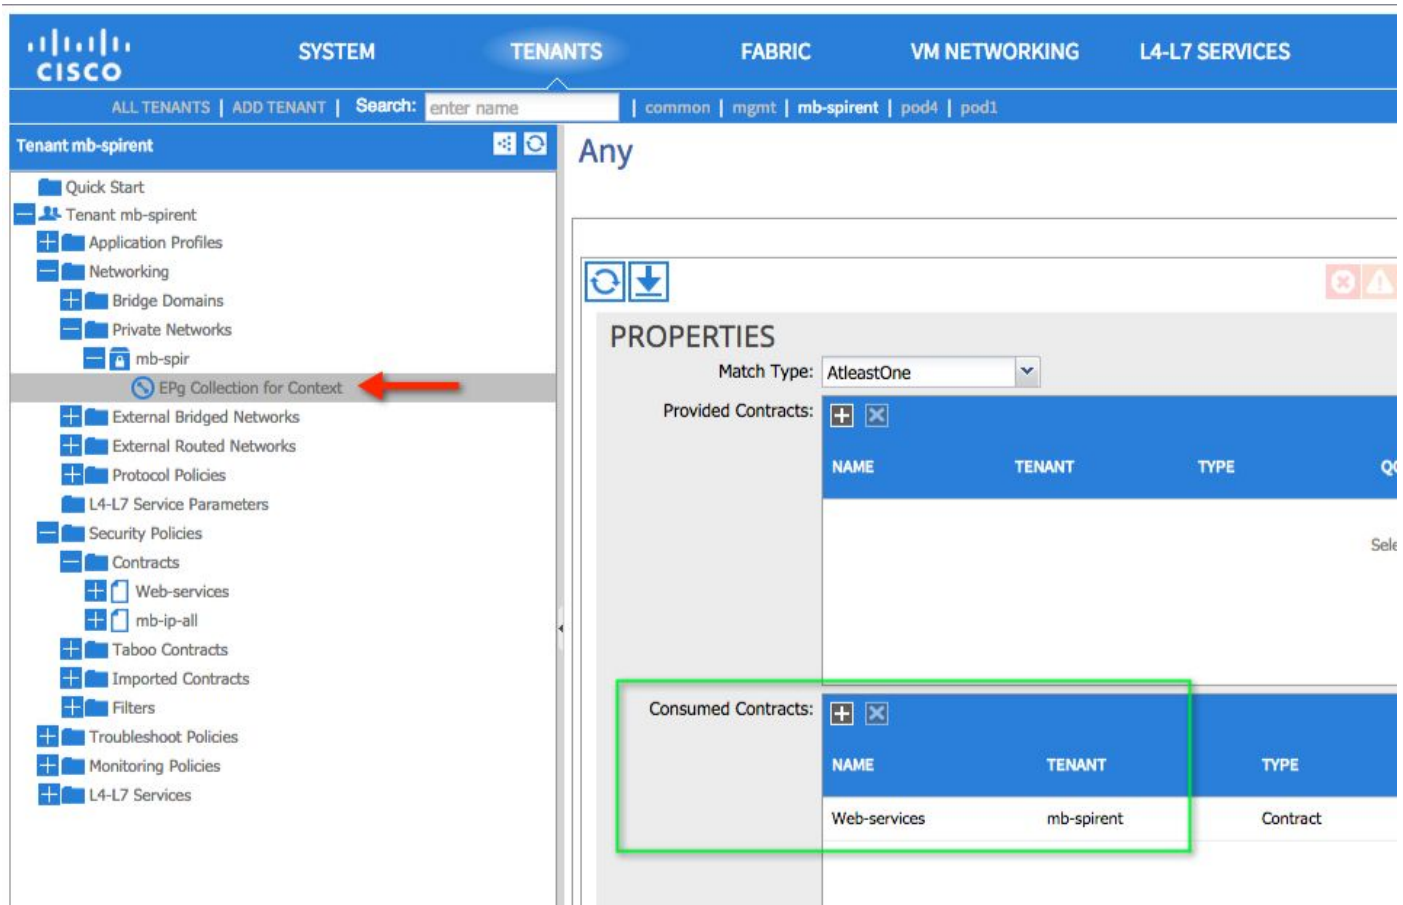 CISCO
SYSTEM TENANTS FABRIC VM NETWORKING L4-L7 SERVICES
ALL TENANTS | ADD TENANT | Search: enter name | common | mgmt | mb-spirent | pod4 | pod1
Tenant mb-spirent
Quick Start
Tenant mb-spirent
Application Profiles
Networking
Bridge Domains
Private Networks
mb-spir
EPg Collection for Context
External Bridged Networks
External Routed Networks
Protocol Policies
L4-L7 Service Parameters
Security Policies
Contracts
Web-services
mb-ip-all
Taboo Contracts
Imported Contracts
Filters
Troubleshoot Policies
Monitoring Policies
L4-L7 Services
Any
PROPERTIES
Match Type: AtleastOne
Provided Contracts:
NAME TENANT TYPE
Sele
Consumed Contracts:
NAME TENANT TYPE
Web-services mb-spirent Contract